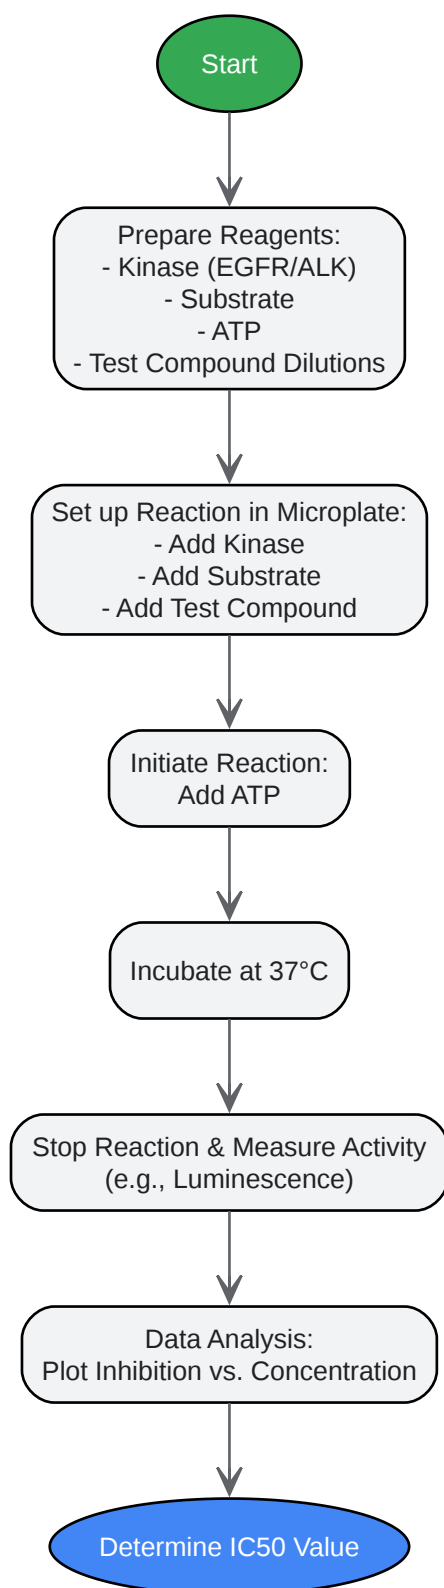 Start
Prepare Reagents:
- Kinase (EGFR/ALK)
- Substrate
- ATP
- Test Compound Dilutions
Set up Reaction in Microplate:
- Add Kinase
- Add Substrate
- Add Test Compound
Initiate Reaction:
Add ATP
Incubate at 37°C
Stop Reaction & Measure Activity
(e.g., Luminescence)
Data Analysis:
Plot Inhibition vs. Concentration
Determine IC50 Value